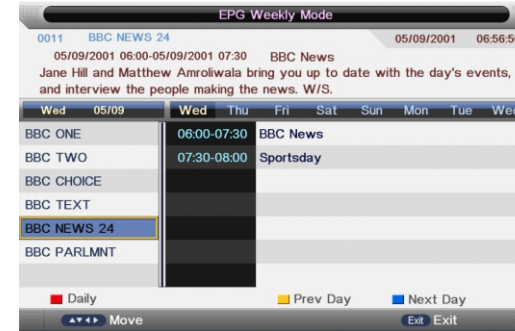 EPG Weekly Mode
0011 BBC NEWS 24 05/09/2001 06:56:5
05/09/2001 06:00-05/09/2001 07:30 BBC News
Jane Hill and Matthew Amroliwala bring you up to date with the day's events,
and interview the people making the news. W/S.
Wed 05/09 Wed Thu Fri Sat Sun Mon Tue We
BBC ONE 06:00-07:30 BBC News
BBC TWO 07:30-08:00 Sportsday
BBC CHOICE
BBC TEXT
BBC NEWS 24
BBC PARLMNT
Daily Prev Day Next Day
Move Exit Exit